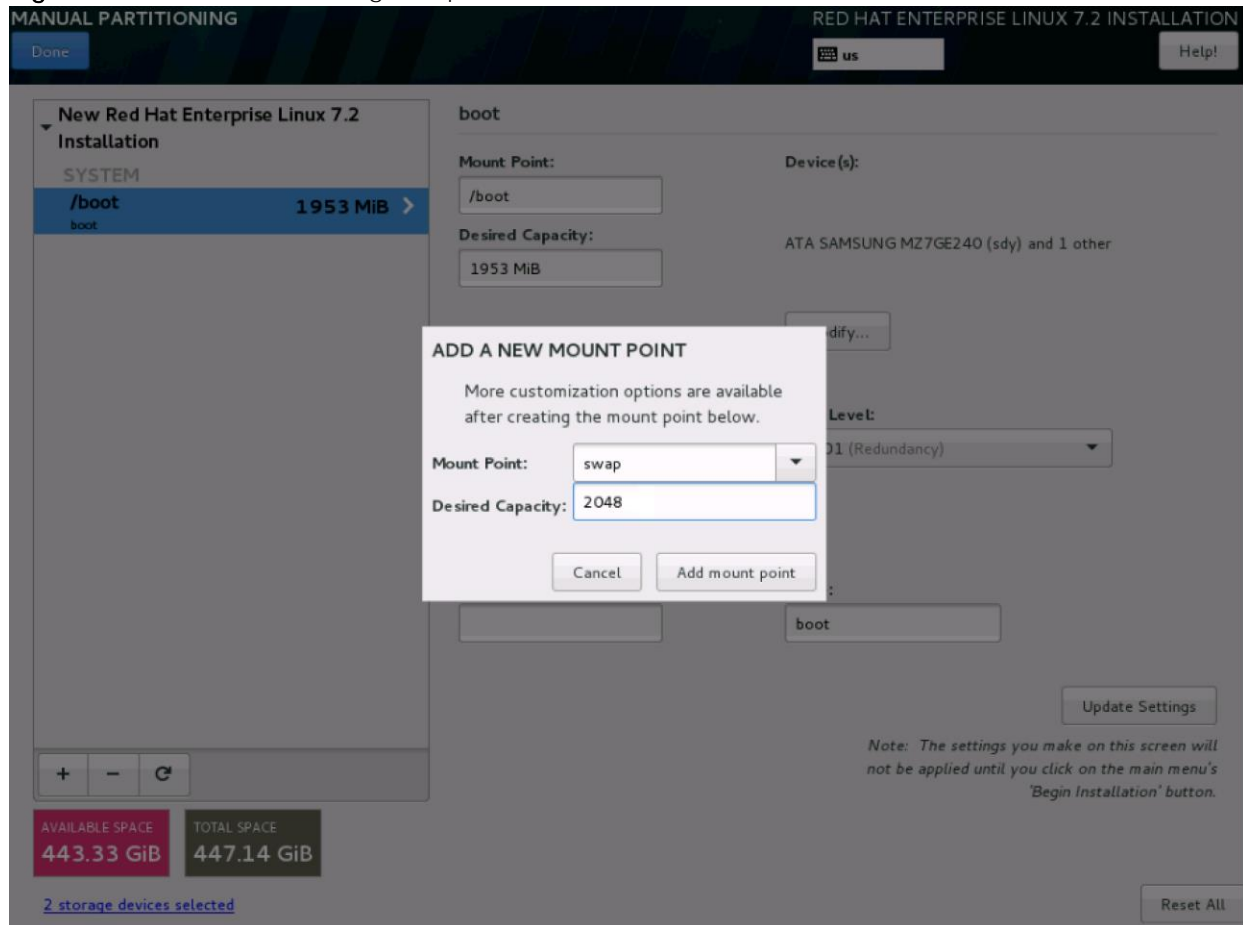 MANUAL PARTITIONING
RED HAT ENTERPRISE LINUX 7.2 INSTALLATION
Done
us
Help!
New Red Hat Enterprise Linux 7.2
Installation
SYSTEM
/boot
1953 MiB
boot
boot
Mount Point:
/boot
Desired Capacity:
1953 MiB
Device(s):
ATA SAMSUNG MZ7GE240 (sdy) and 1 other
dify...
Level:
(Redundancy)
ADD A NEW MOUNT POINT
More customization options are available
after creating the mount point below.
Mount Point:
swap
Desired Capacity:
2048
Cancel
Add mount point
:
boot
Update Settings
Note: The settings you make on this screen will
not be applied until you click on the main menu's
'Begin Installation' button.
+ −
AVAILABLE SPACE
443.33 GiB
TOTAL SPACE
447.14 GiB
2 storage devices selected
Reset All